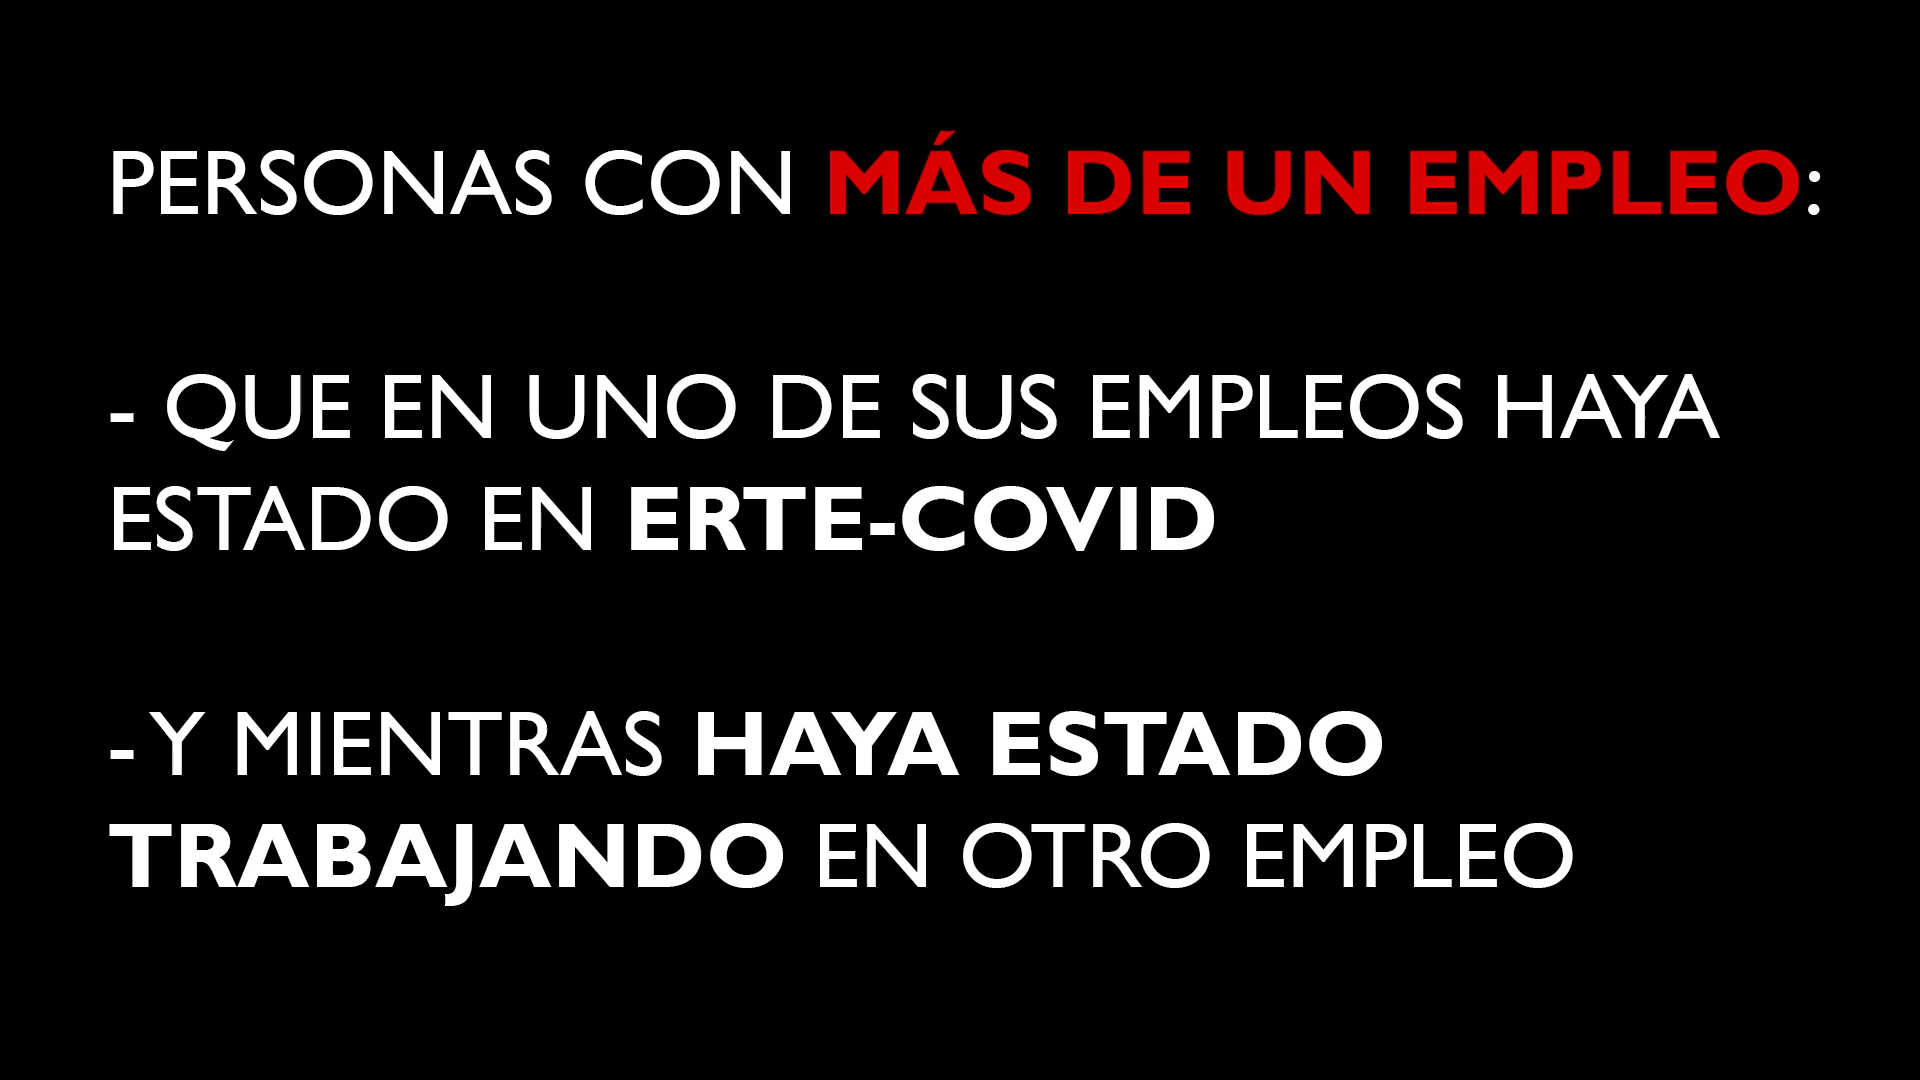 PERSONAS CON MÁS DE UN EMPLEO:
- QUE EN UNO DE SUS EMPLEOS HAYA
ESTADO EN ERTE-COVID
- Y MIENTRAS HAYA ESTADO
TRABAJANDO EN OTRO EMPLEO